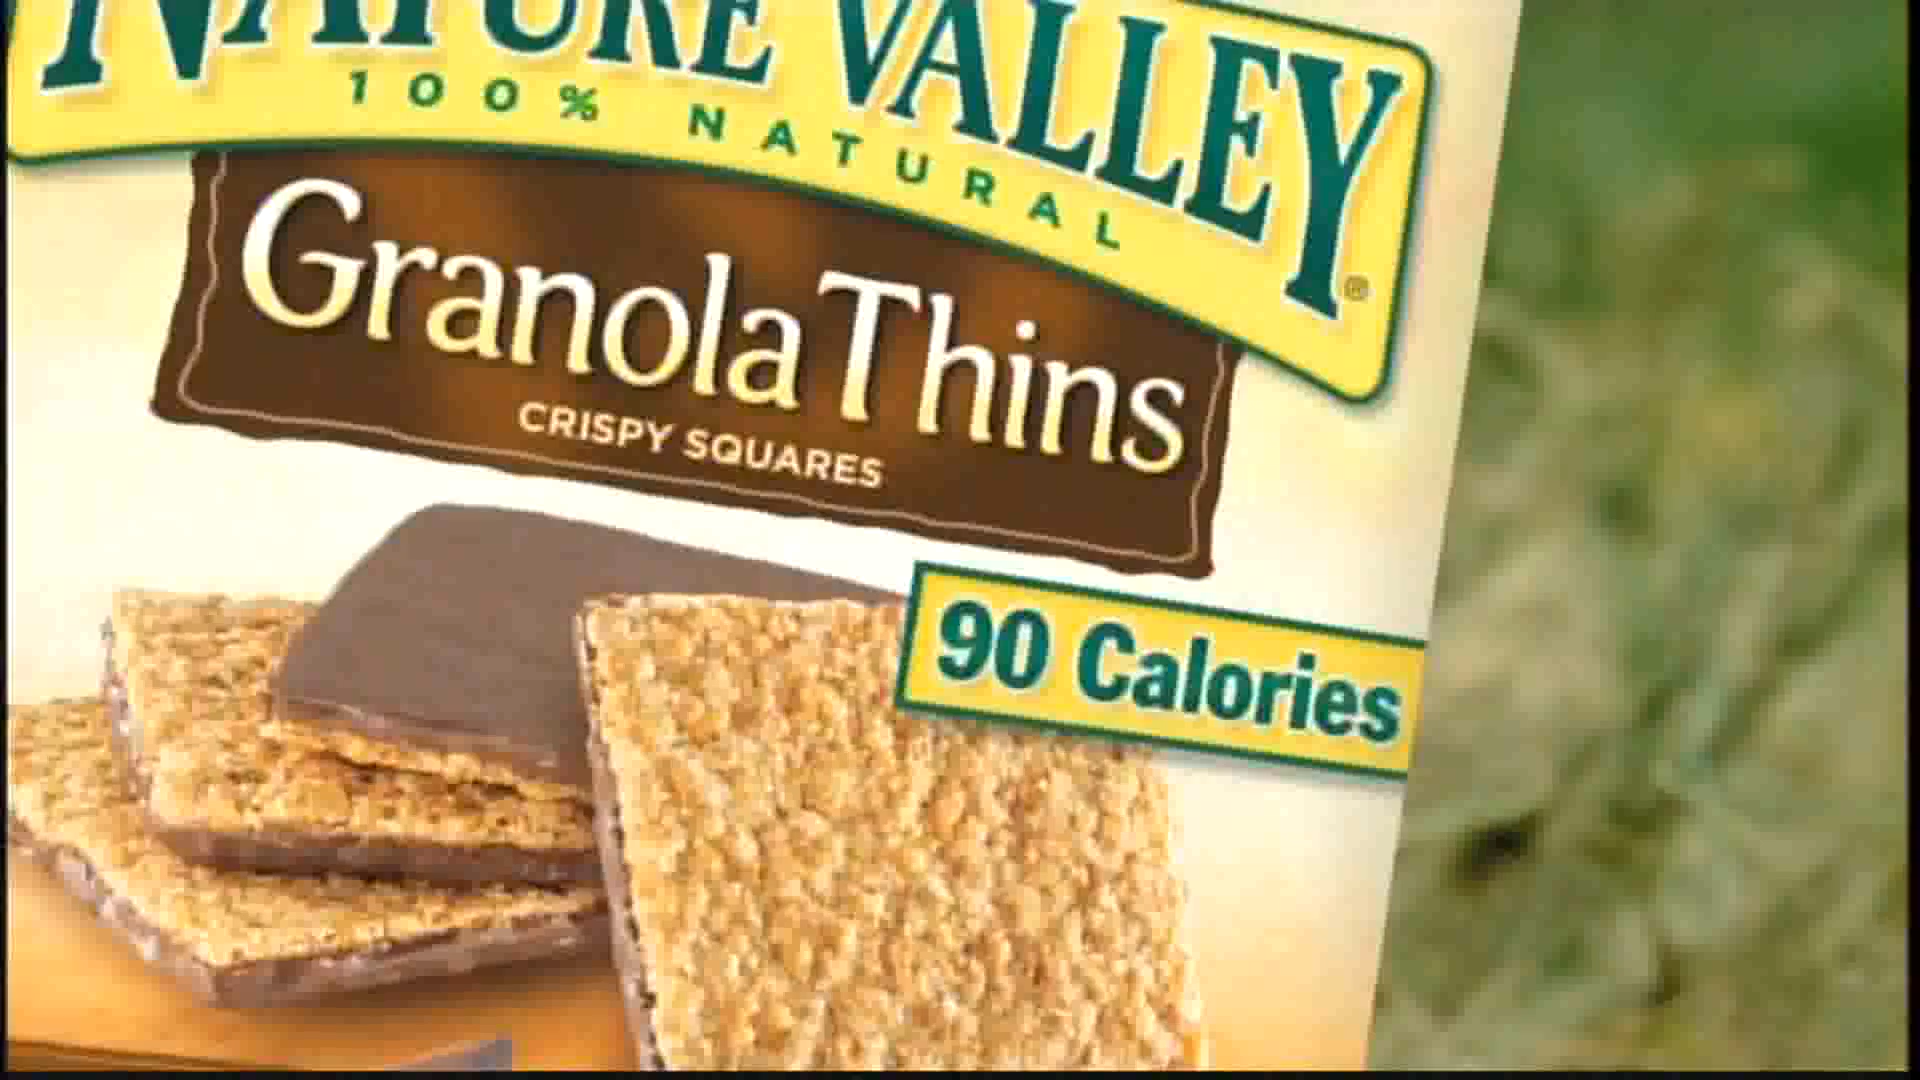 NATURE VALLEY®
100% NATURAL
Granola Thins
CRISPY SQUARES
90 Calories